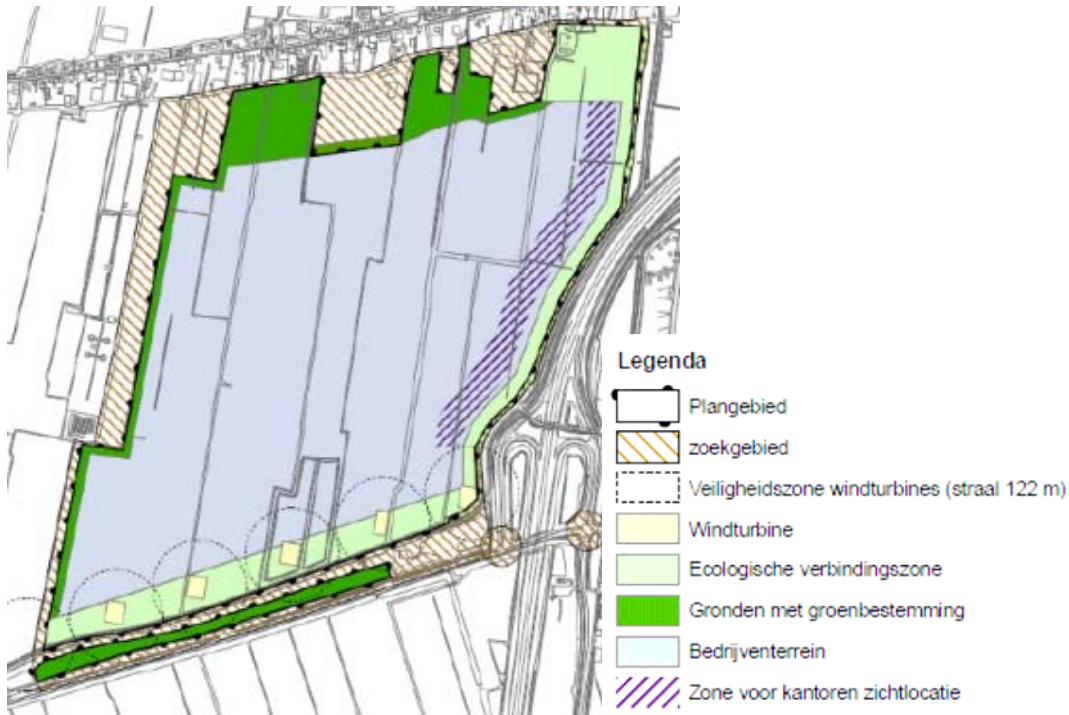 Legenda
Plangebied
zoekgebied
Veiligheidszone windturbines (straal 122 m)
Windturbine
Ecologische verbindingszone
Gronden met groenbestemming
Bedrijventerrein
Zone voor kantoren zichtlocatie